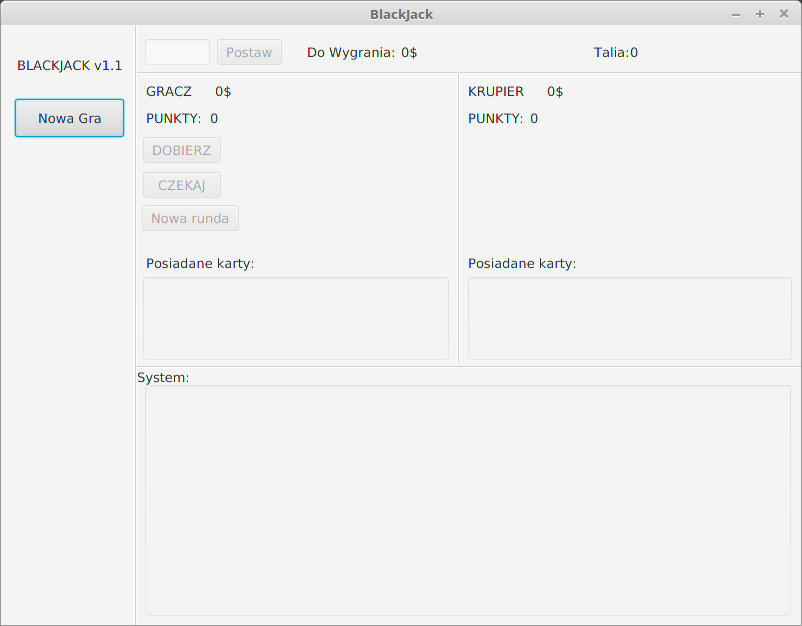 BlackJack
BLACKJACK v1.1
Nowa Gra
Postaw Do Wygrania: 0$ Talia:0
GRACZ 0$
PUNKTY: 0
DOBIERZ
CZEKAJ
Nowa runda
Posiadane karty:
KRUPIER 0$
PUNKTY: 0
Posiadane karty:
System: